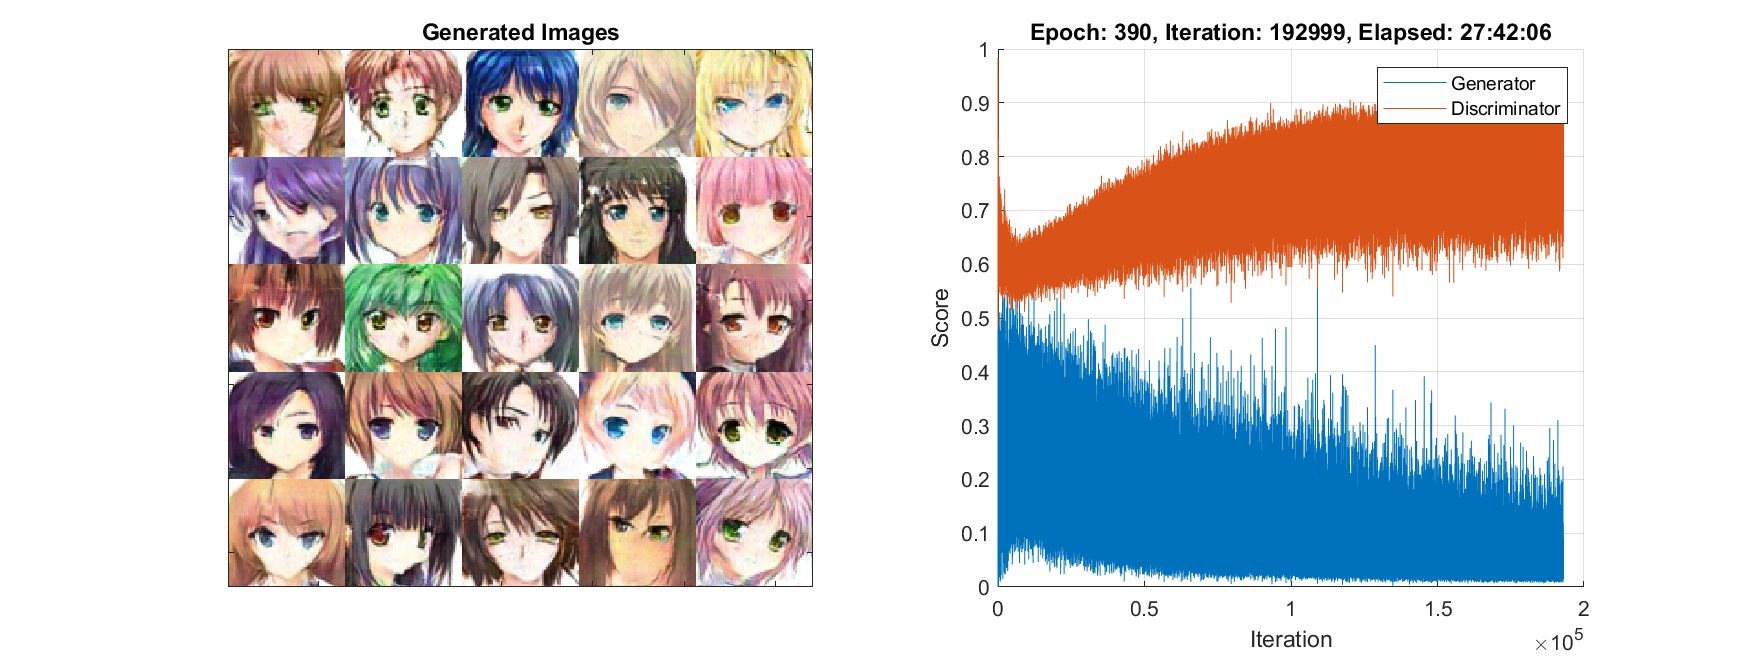 Generated Images
Epoch: 390, Iteration: 192999, Elapsed: 27:42:06
Generator
Discriminator
1
0.9
0.8
0.7
0.6
0.5
0.4
0.3
0.2
0.1
0
Score
0 0.5 1 1.5 2
Iteration
×10⁵